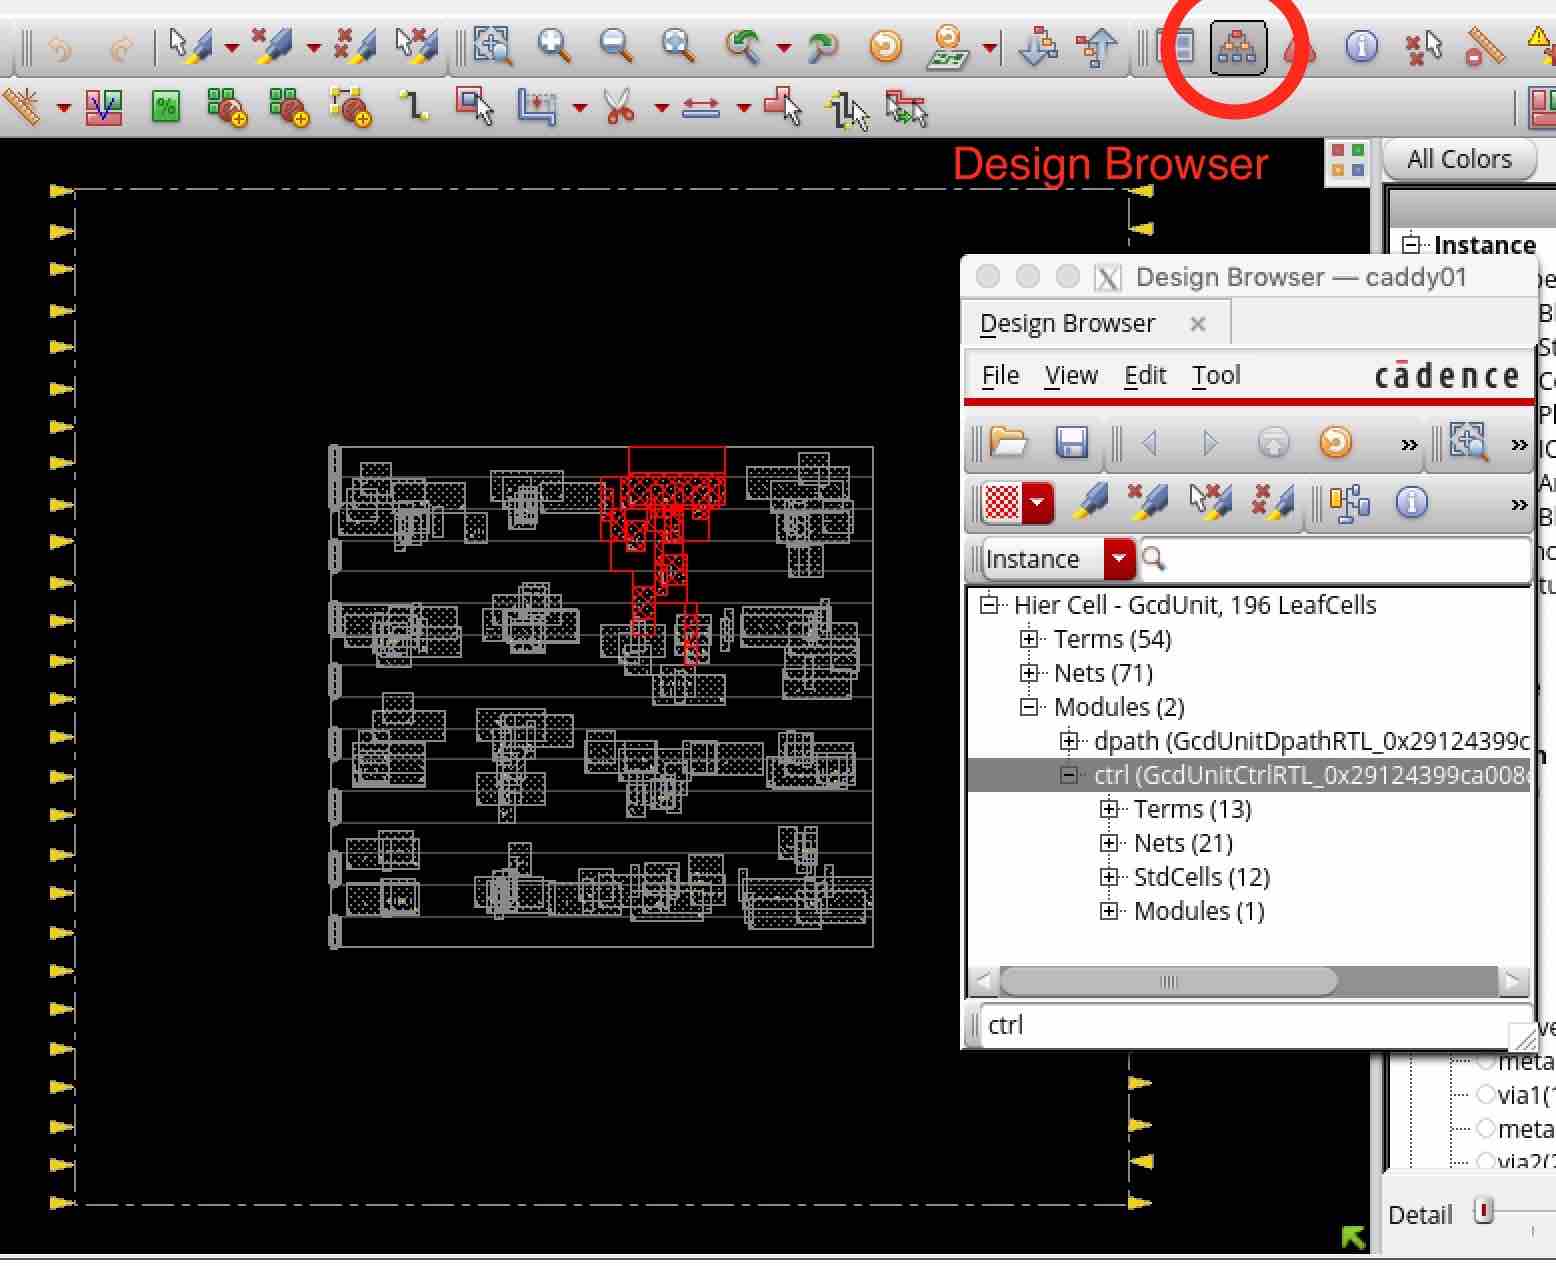 Design Browser
All Colors
Instance
Design Browser — caddy01
Design Browser
File View Edit Tool
cādence
Instance
Hier Cell - GcdUnit, 196 LeafCells
Terms (54)
Nets (71)
Modules (2)
dpath (GcdUnitDpathRTL_0x29124399c
ctrl (GcdUnitCtrlRTL_0x29124399ca008
Terms (13)
Nets (21)
StdCells (12)
Modules (1)
ctrl
meta
via1(1
meta
via2(2
Detail